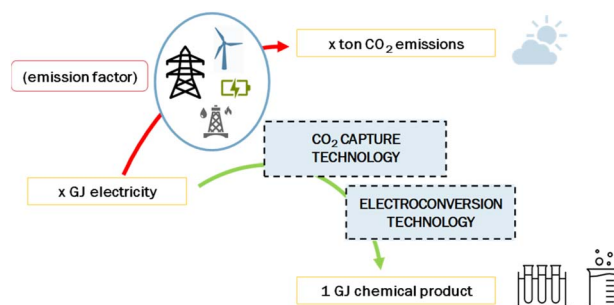 x ton CO₂ emissions
(emission factor)
CO₂ CAPTURE
TECHNOLOGY
x GJ electricity
ELECTROCONVERSION
TECHNOLOGY
1 GJ chemical product